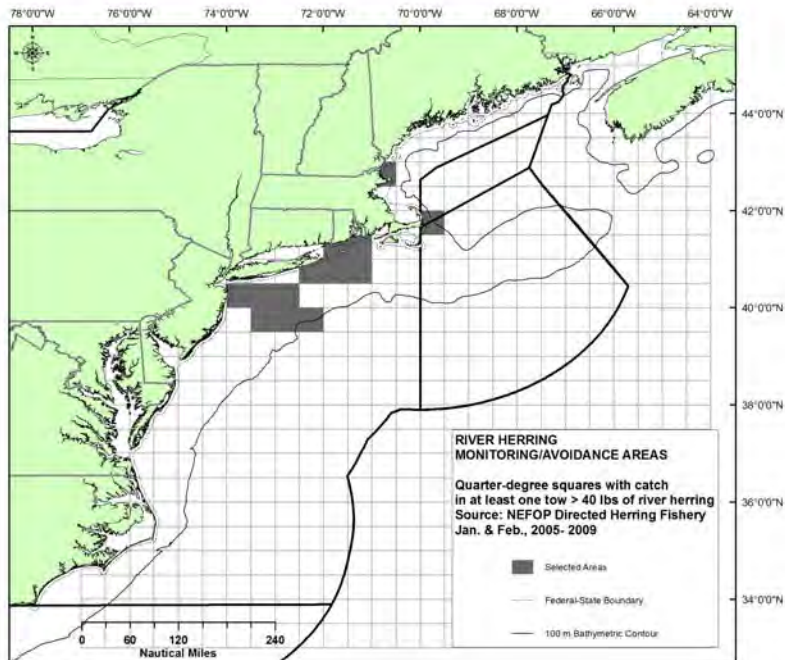 78°0'0"W 76°0'0"W 74°0'0"W 72°0'0"W 70°0'0"W 68°0'0"W 66°0'0"W 64°0'0"W
44°0'0"N
42°0'0"N
40°0'0"N
38°0'0"N
36°0'0"N
34°0'0"N
RIVER HERRING
MONITORING/AVOIDANCE AREAS
Quarter-degree squares with catch
in at least one tow > 40 lbs of river herring
Source: NEFOP Directed Herring Fishery
Jan. & Feb., 2005- 2009
Selected Areas
Federal-State Boundary
100 m Bathymetric Contour
0 60 120 240
Nautical Miles